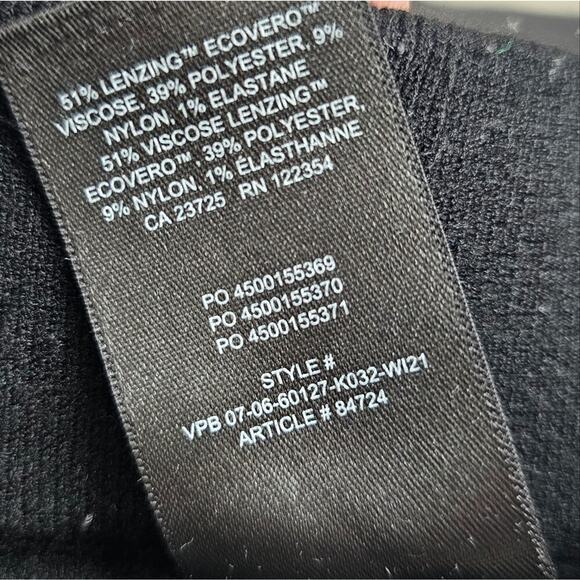 51% LENZING™ ECOVERO™
VISCOSE, 39% POLYESTER, 9%
NYLON, 1% ELASTANE
51% VISCOSE LENZING™
ECOVERO™, 39% POLYESTER,
9% NYLON, 1% ÉLASTHANNE
CA 23725 RN 122354
PO 4500155369
PO 4500155370
PO 4500155371
STYLE #
VPB 07-06-60127-K032-WI21
ARTICLE # 84724